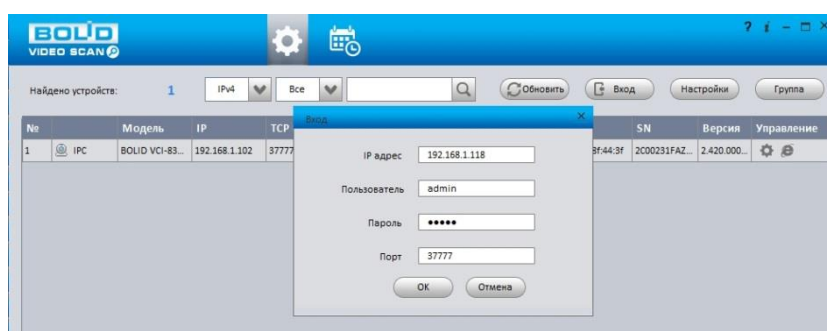 BOLID
VIDEO SCAN
? i
Найдено устройств: 1 IPv4 Все Обновить Вход Настройки Группа
№ Модель IP TCP SN Версия Управление
1 IPC BOLID VCI-83... 192.168.1.102 37777 3f:44:3f 2C00231FAZ... 2.420.000...
Вход
IP адрес 192.168.1.118
Пользователь admin
Пароль •••••
Порт 37777
OK Отмена